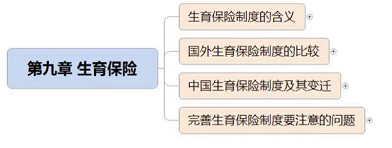 第九章 生育保险
生育保险制度的含义
国外生育保险制度的比较
中国生育保险制度及其变迁
完善生育保险制度要注意的问题